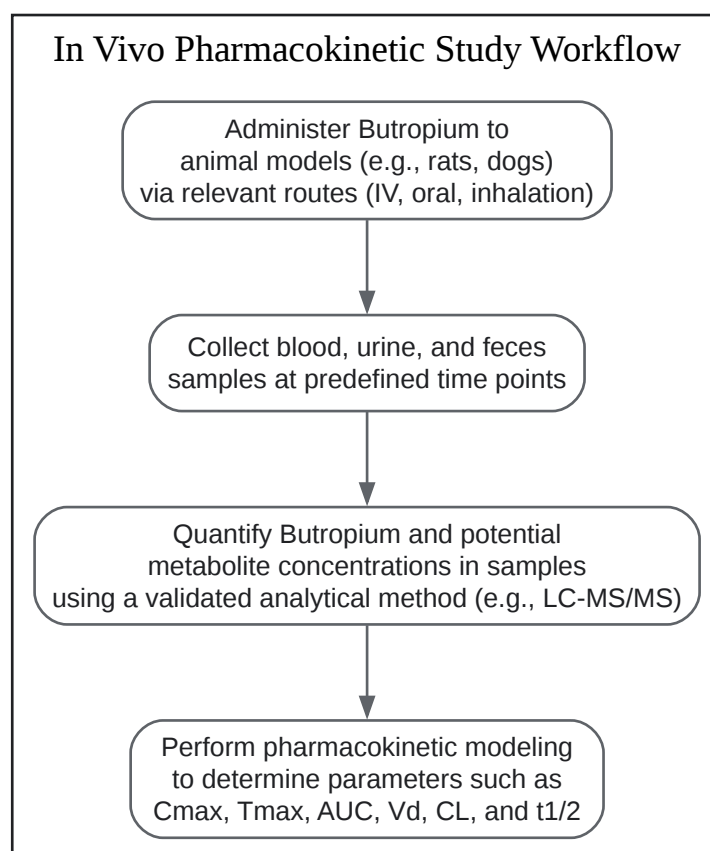 In Vivo Pharmacokinetic Study Workflow
Administer Butropium to
animal models (e.g., rats, dogs)
via relevant routes (IV, oral, inhalation)
Collect blood, urine, and feces
samples at predefined time points
Quantify Butropium and potential
metabolite concentrations in samples
using a validated analytical method (e.g., LC-MS/MS)
Perform pharmacokinetic modeling
to determine parameters such as
Cmax, Tmax, AUC, Vd, CL, and t1/2